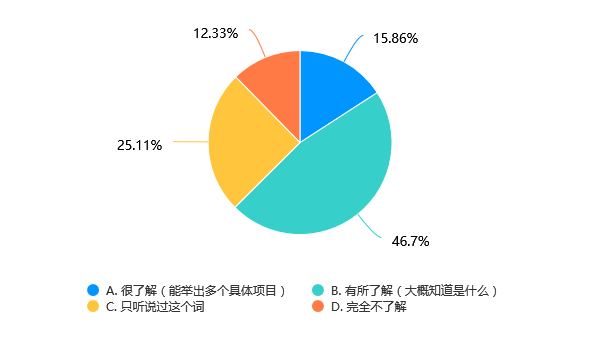 12.33%
15.86%
25.11%
46.7%
A. 很了解（能举出多个具体项目）
B. 有所了解（大概知道是什么）
C. 只听说过这个词
D. 完全不了解